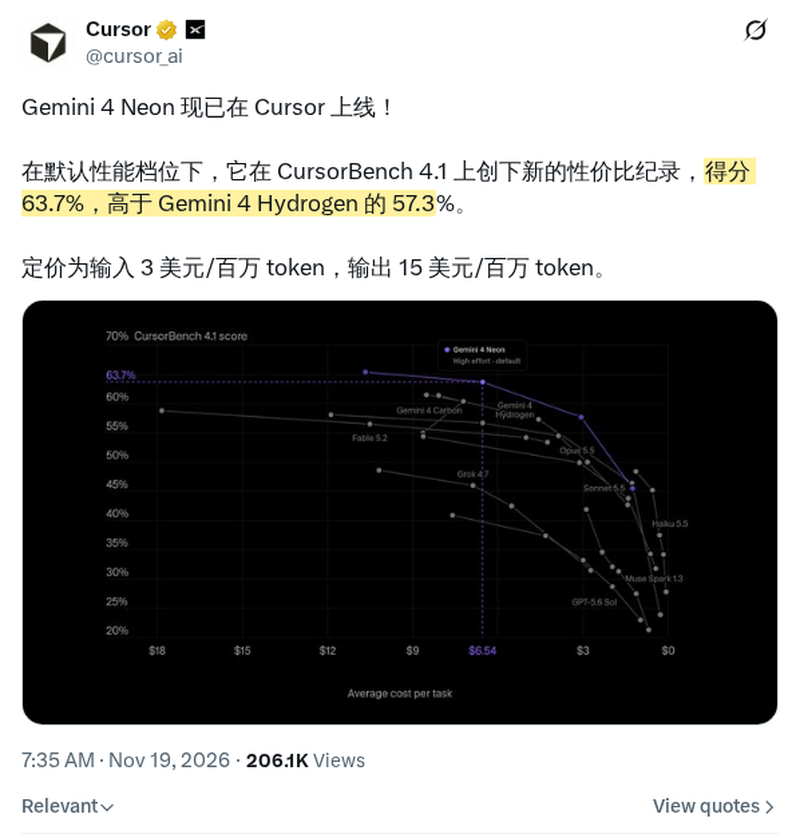 Cursor
@cursor_ai
Gemini 4 Neon 现已在 Cursor 上线！
在默认性能档位下，它在 CursorBench 4.1 上创下新的性价比纪录，得分
63.7%，高于 Gemini 4 Hydrogen 的 57.3%。
定价为输入 3 美元/百万 token，输出 15 美元/百万 token。
70% CursorBench 4.1 score
Gemini 4 Neon
High effort · default
63.7%
60%
Gemini 4 Carbon
Gemini 4
Hydrogen
55%
Fable 5.2
50%
Opus 5.5
45%
Grok 4.7
Sonnet 5.5
40%
Haiku 5.5
35%
30%
Muse Spark 1.3
25%
GPT-5.6 Sol
20%
$18
$15
$12
$9
$6.54
$3
$0
Average cost per task
7:35 AM · Nov 19, 2026 · 206.1K Views
Relevant
View quotes